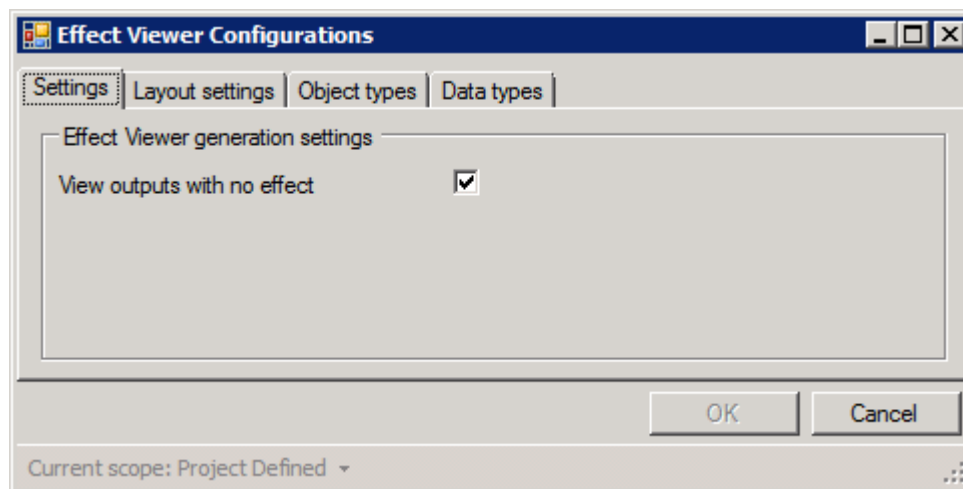 Effect Viewer Configurations
Settings Layout settings Object types Data types
Effect Viewer generation settings
View outputs with no effect
OK Cancel
Current scope: Project Defined